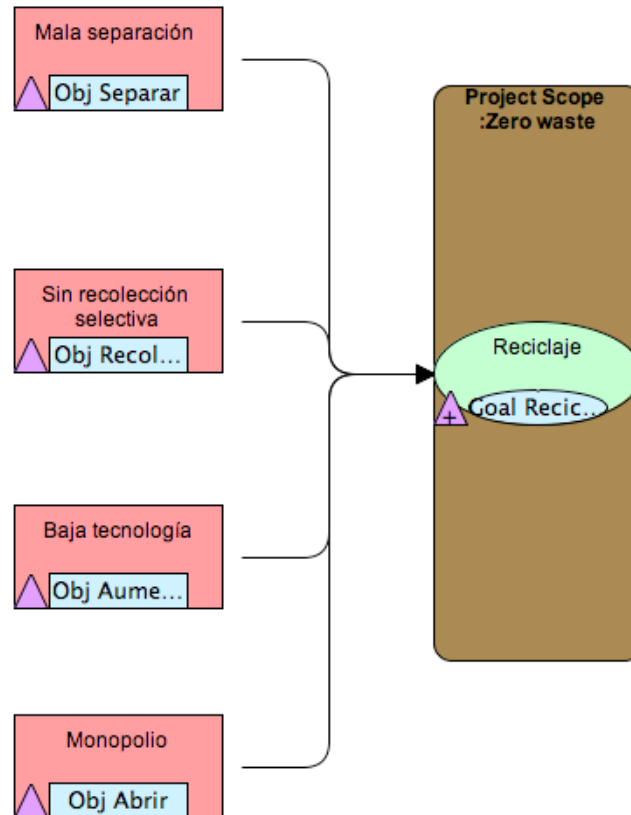 Mala separación
Obj Separar
Project Scope
:Zero waste
Sin recolección
selectiva
Obj Recol...
Reciclaje
Goal Recic...
Baja tecnología
Obj Aume...
Monopolio
Obj Abrir